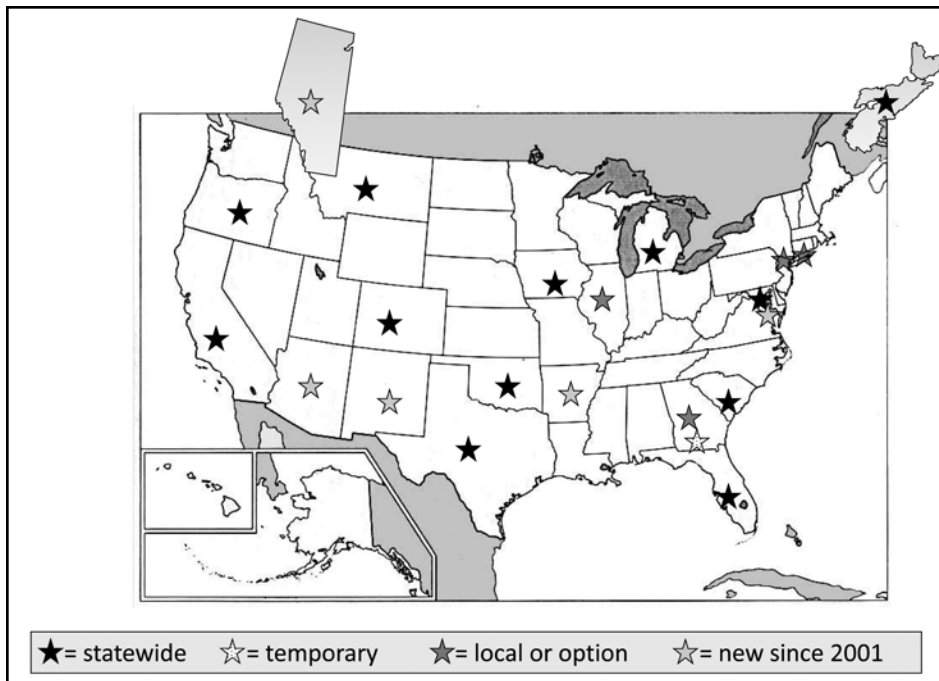 ★= statewide ☆= temporary ★= local or option ☆= new since 2001